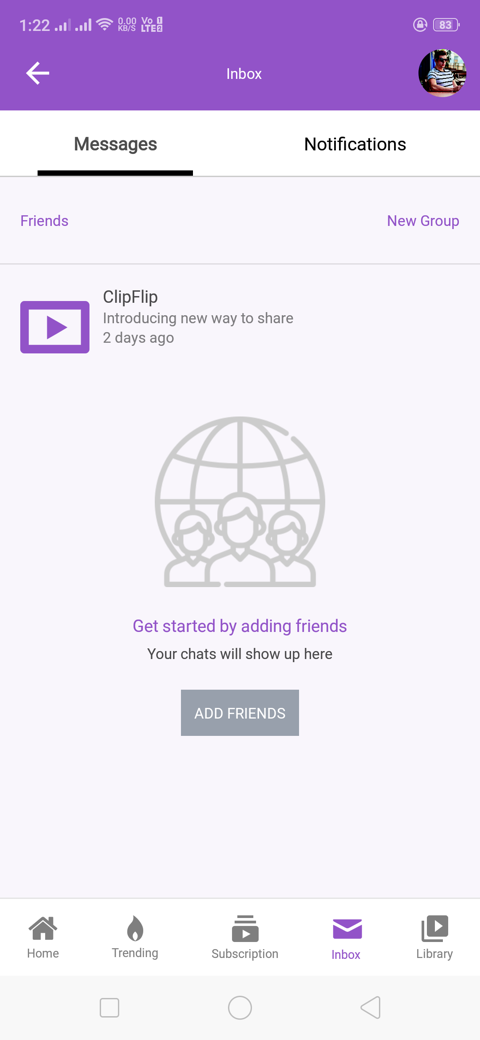 1:22 0.00 KB/S Vo LTE 83
Inbox
Messages Notifications
Friends New Group
ClipFlip
Introducing new way to share
2 days ago
Get started by adding friends
Your chats will show up here
ADD FRIENDS
Home Trending Subscription Inbox Library